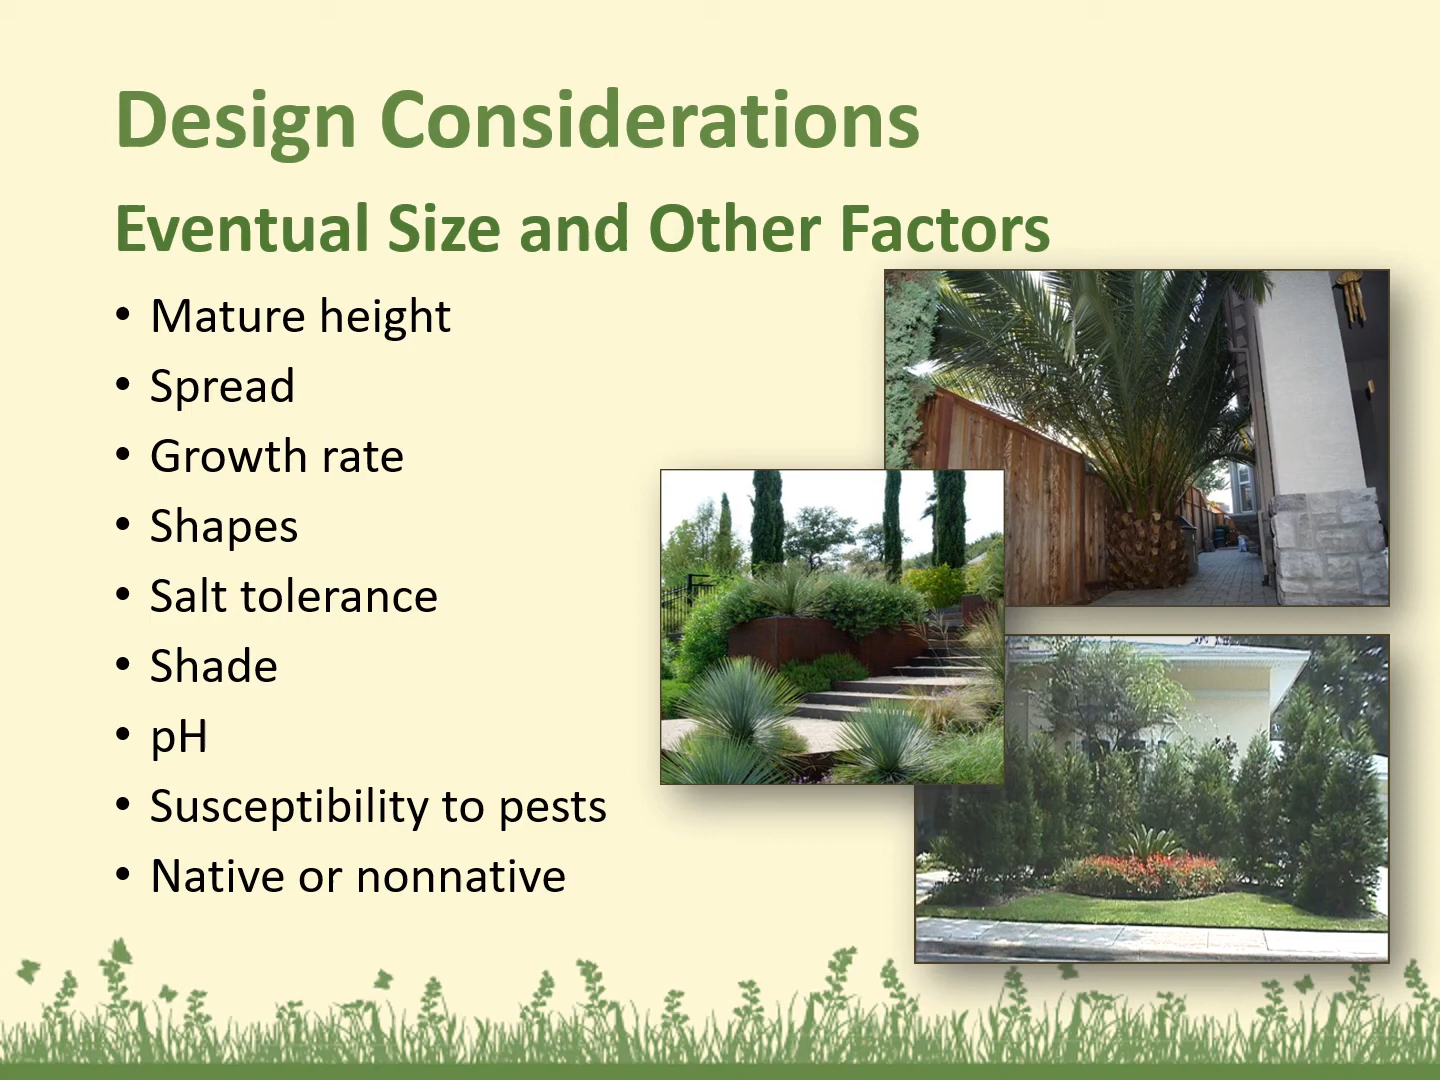 Design Considerations
Eventual Size and Other Factors
• Mature height
• Spread
• Growth rate
• Shapes
• Salt tolerance
• Shade
• pH
• Susceptibility to pests
• Native or nonnative